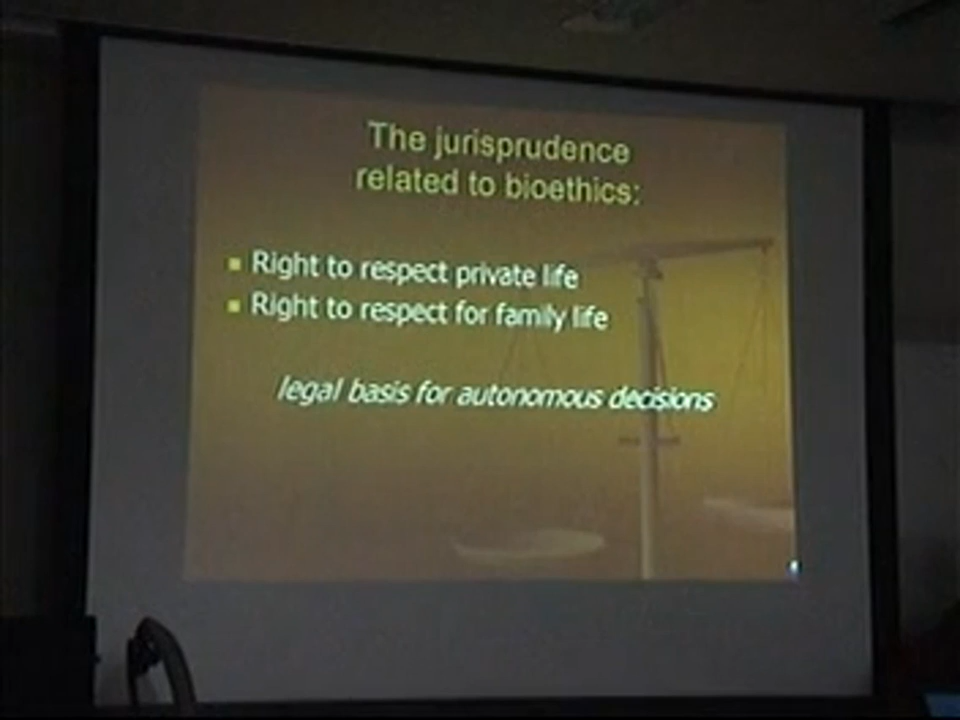 The jurisprudence
related to bioethics:
Right to respect private life
Right to respect for family life
legal basis for autonomous decisions